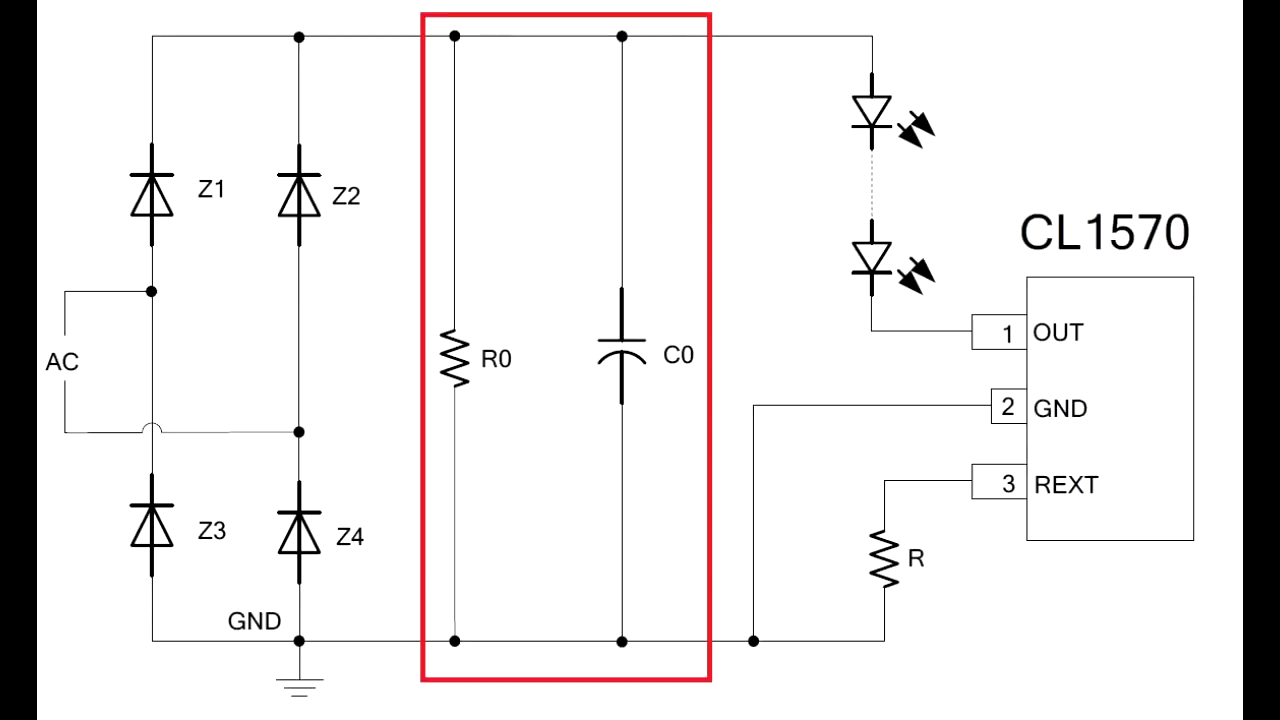 Z1
Z2
CL1570
1 OUT
AC
R0
C0
2 GND
3 REXT
Z3
Z4
R
GND